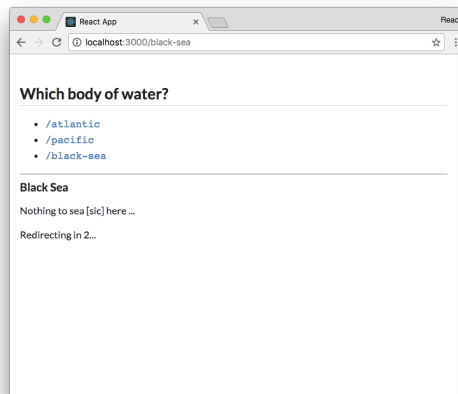 React App
Read
localhost:3000/black-sea
Which body of water?
/atlantic
/pacific
/black-sea
Black Sea
Nothing to sea [sic] here ...
Redirecting in 2...